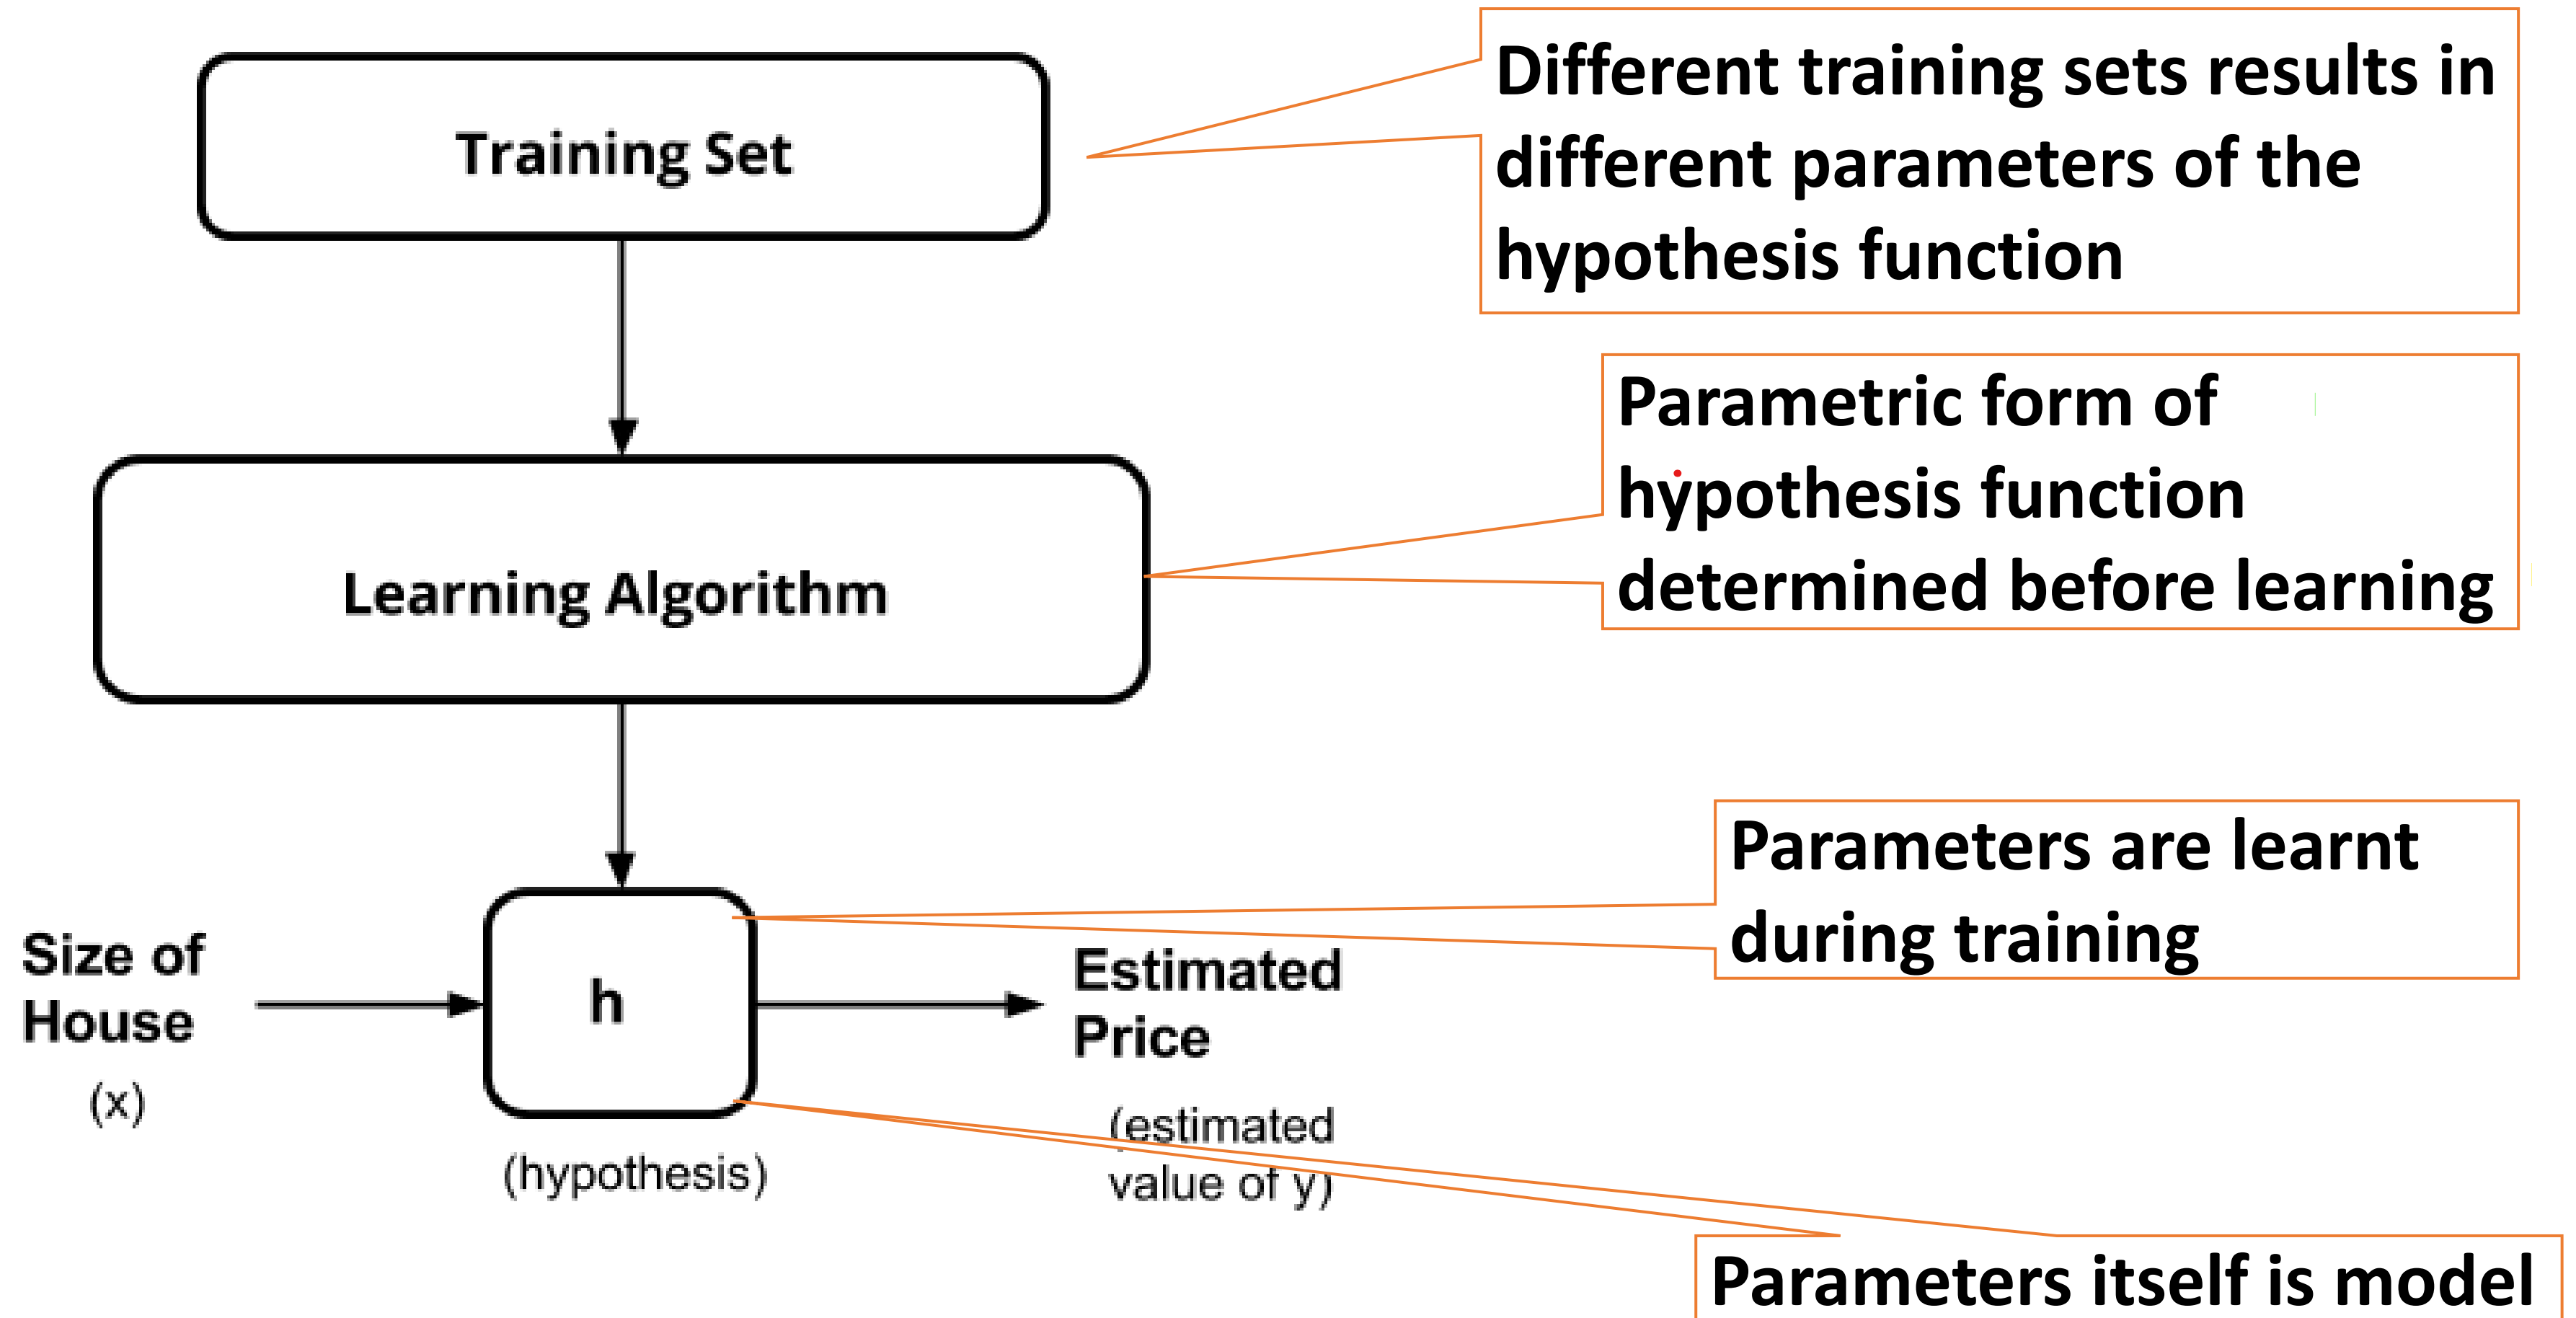 Training Set
Different training sets results in
different parameters of the
hypothesis function
Learning Algorithm
Parametric form of
hypothesis function
determined before learning
Parameters are learnt
during training
Size of
House
(x)
h
(hypothesis)
Estimated
Price
(estimated
value of y)
Parameters itself is model